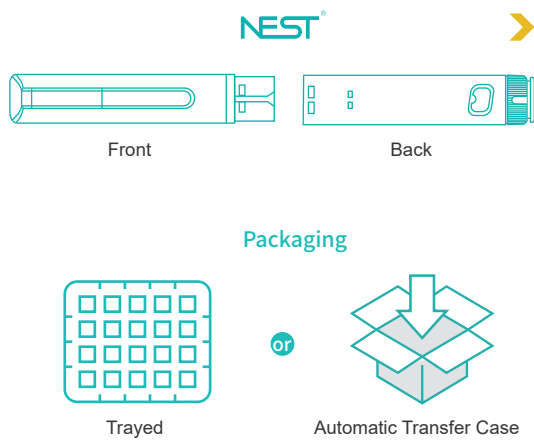 NEST®
Front
Back
Packaging
or
Trayed
Automatic Transfer Case